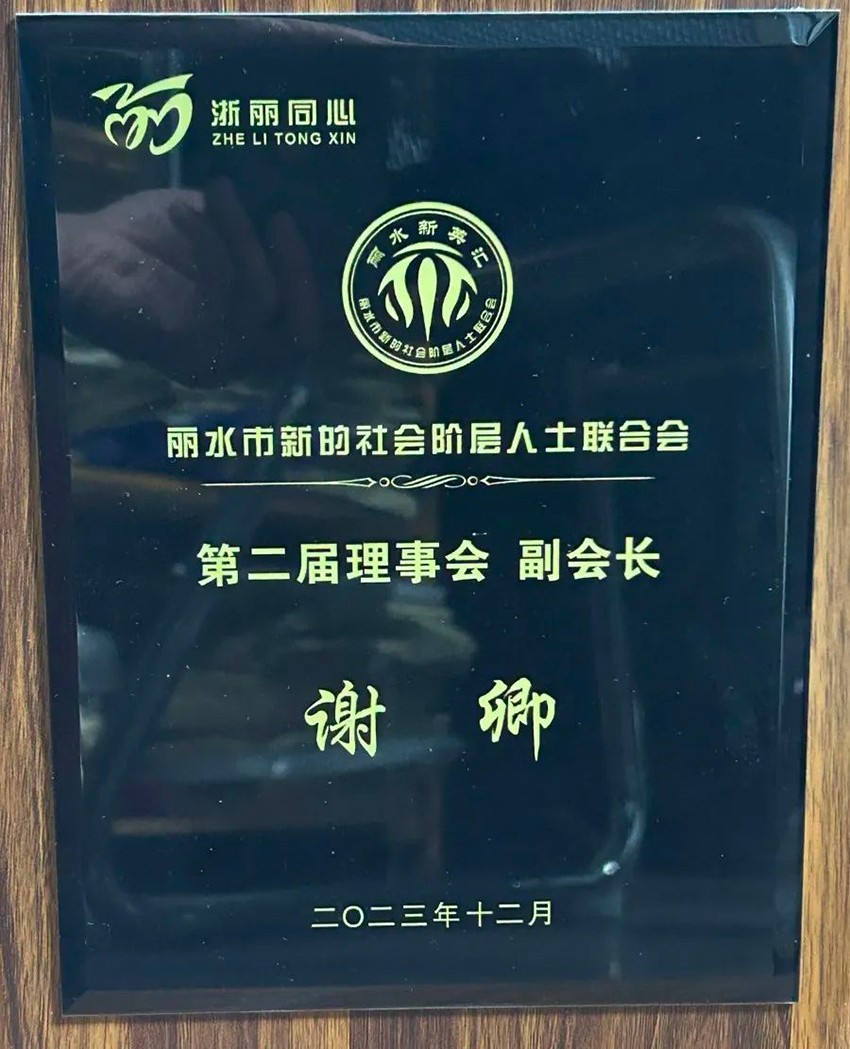 浙丽同心
ZHE LI TONG XIN
丽水新英汇
丽水市新的社会阶层人士联合会
丽水市新的社会阶层人士联合会
第二届理事会 副会长
谢 卿
二〇二三年十二月